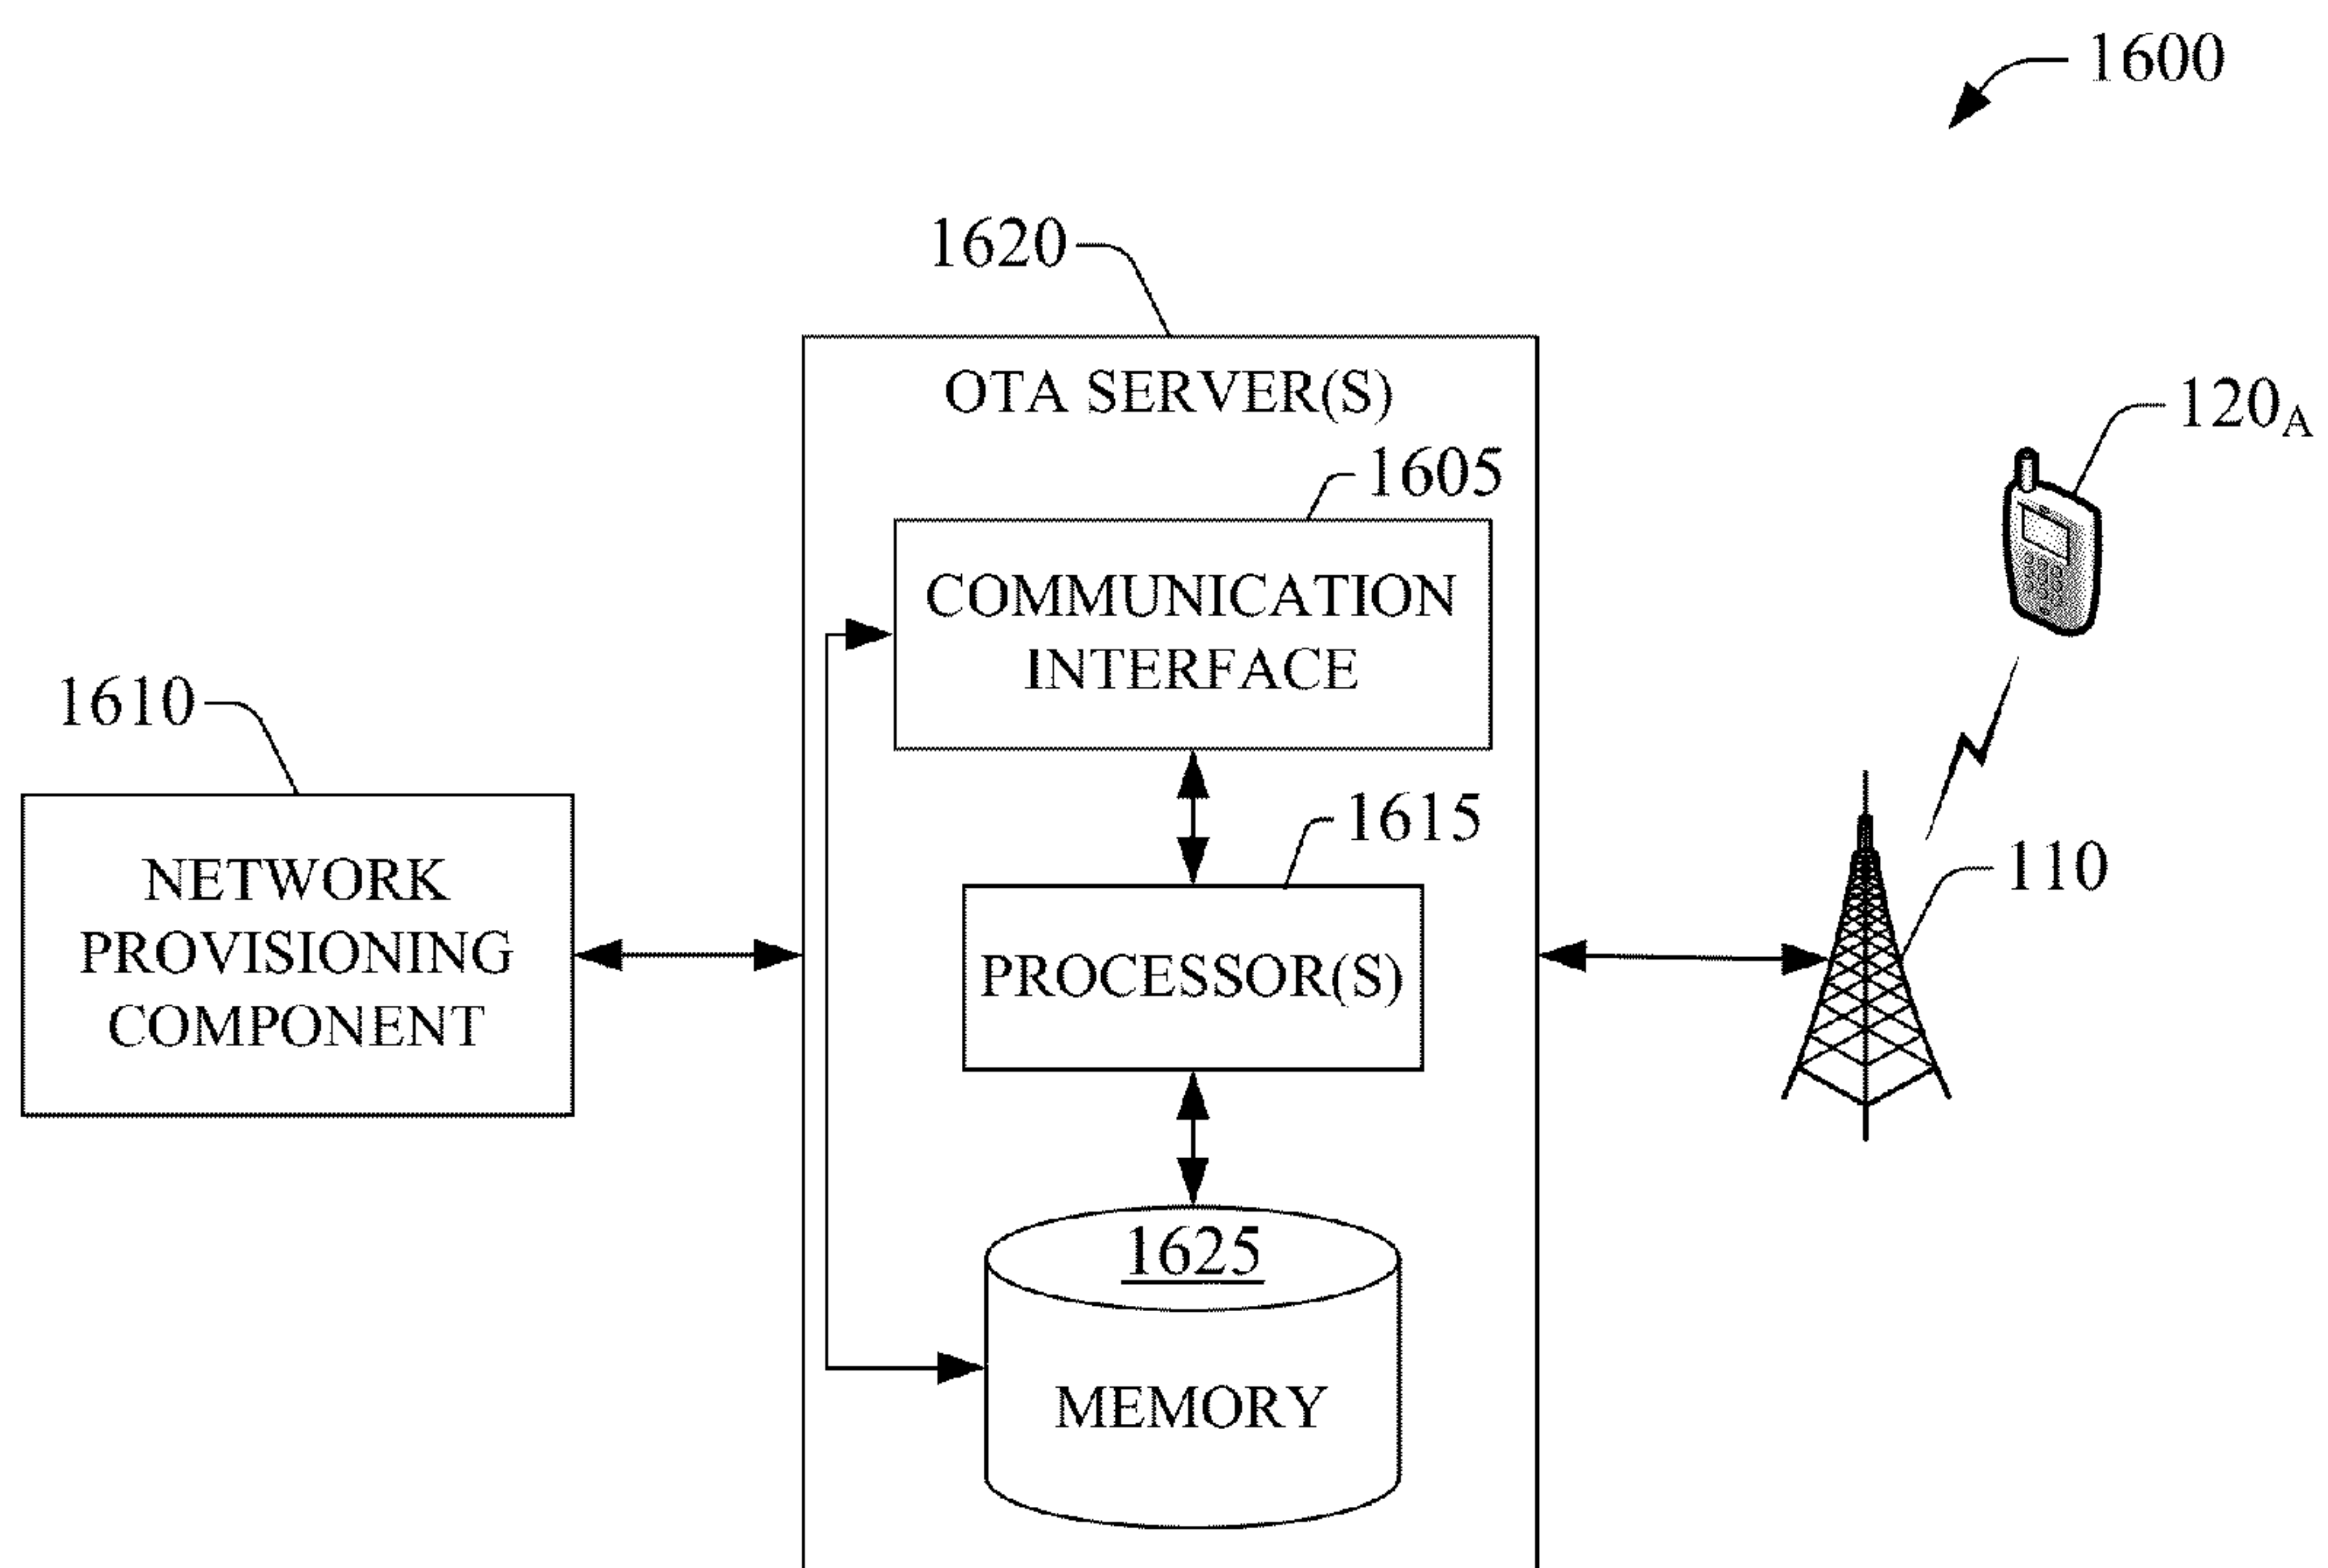 1600
1620
OTA SERVER(S)
120A
1605
COMMUNICATION
INTERFACE
1610
1615
NETWORK
PROVISIONING
COMPONENT
110
PROCESSOR(S)
1625
MEMORY